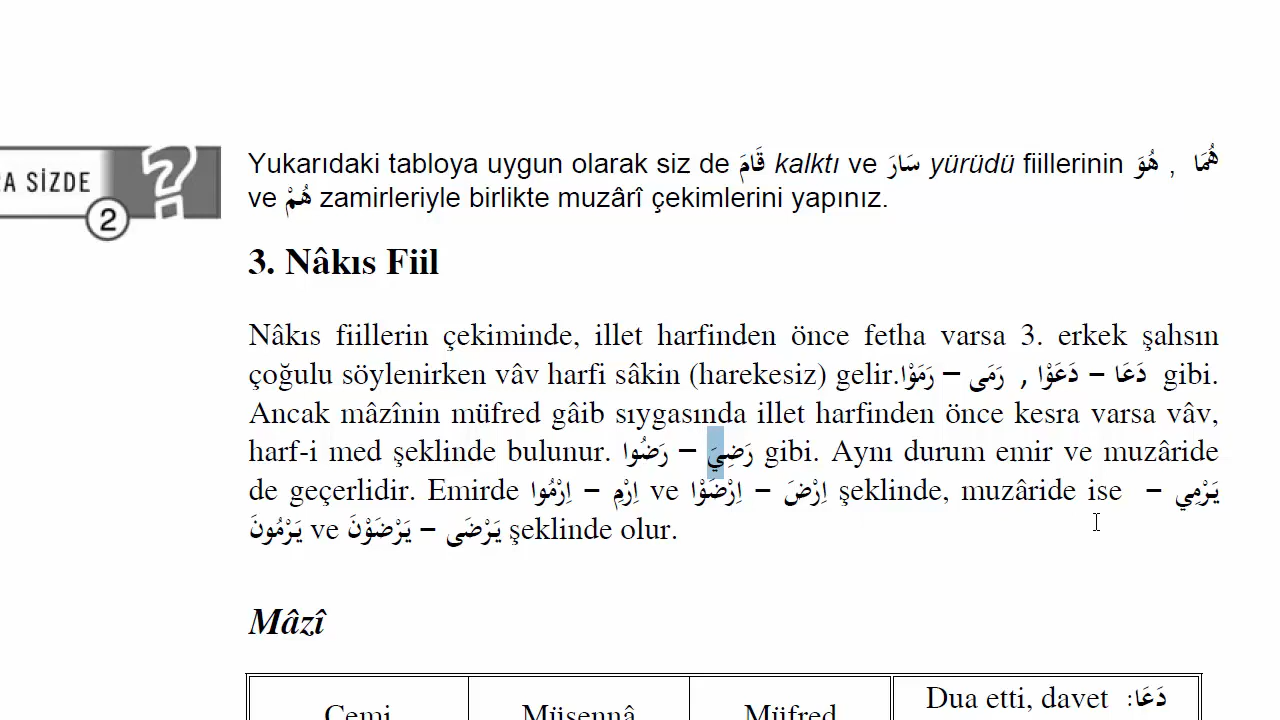 RA SİZDE
2
Yukarıdaki tabloya uygun olarak siz de قَامَ kalktı ve سَارَ yürüdü fiillerinin هُوَ , هُمَا
ve هُمْ zamirleriyle birlikte muzârî çekimlerini yapınız.
3. Nâkıs Fiil
Nâkıs fiillerin çekiminde, illet harfinden önce fetha varsa 3. erkek şahsın
çoğulu söylenirken vâv harfi sâkin (harekesiz) gelir. دَعَا – دَعَوْا , رَمَى – رَمَوْا gibi.
Ancak mâzînin müfred gâib sıygasında illet harfinden önce kesra varsa vâv,
harf-i med şeklinde bulunur. رَضِيَ – رَضُوا gibi. Aynı durum emir ve muzâride
de geçerlidir. Emirde اِرْمِ – اِرْمُوا ve اِرْضَ – اِرْضَوْا şeklinde, muzâride ise يَرْمِي –
يَرْمُونَ ve يَرْضَى – يَرْضَوْنَ şeklinde olur.
Mâzî
Cemi Müsennâ Müfred Dua etti, davet دَعَا: